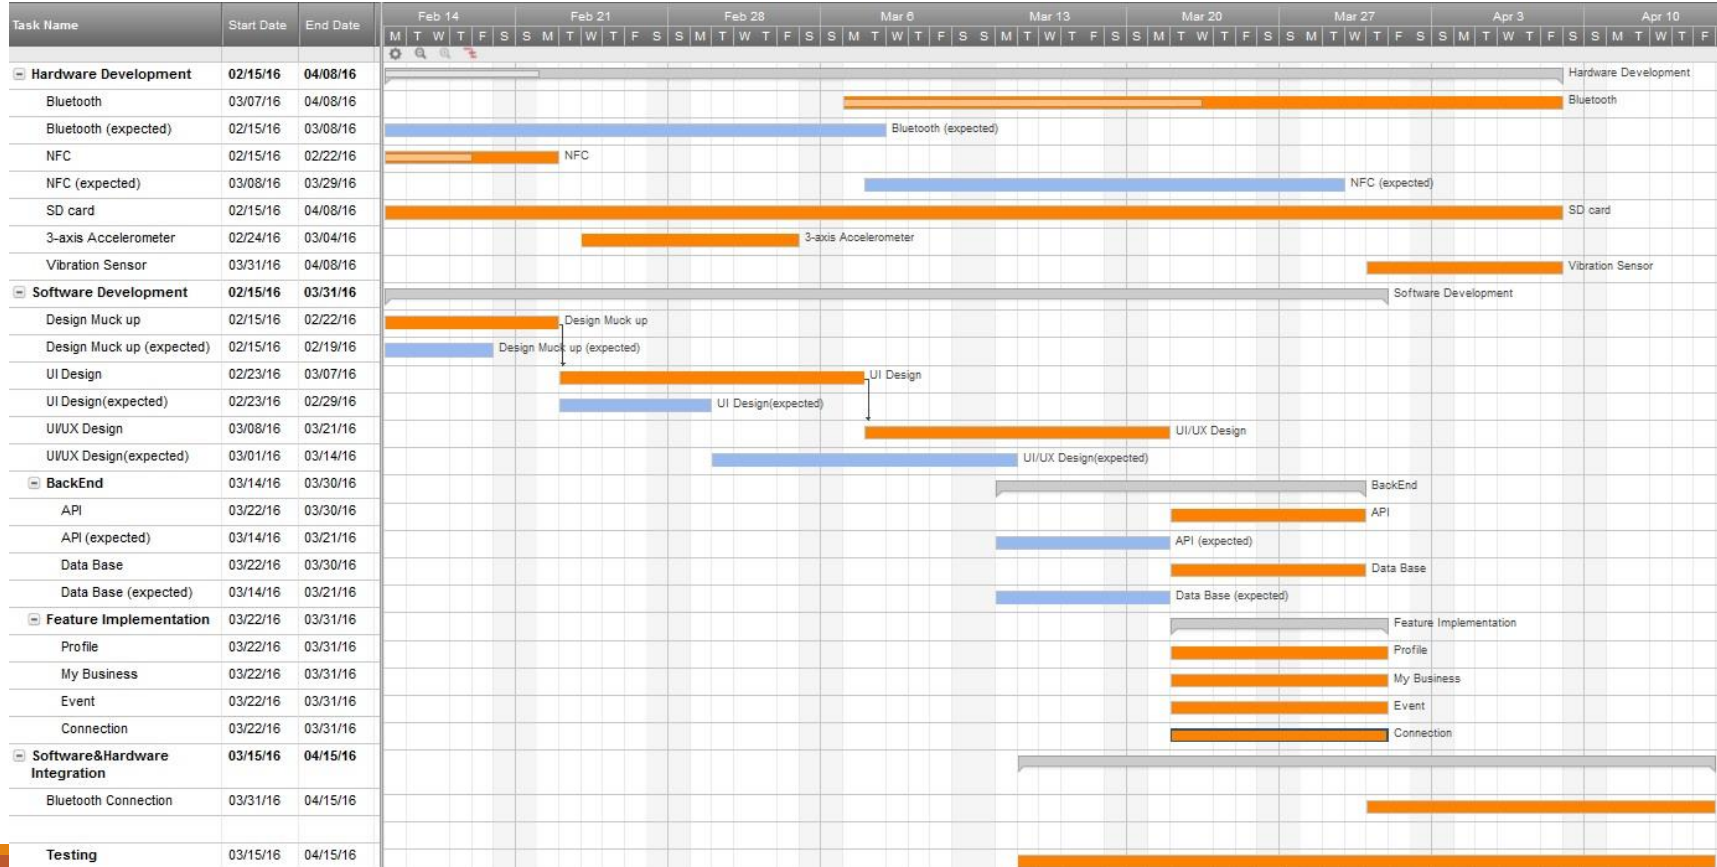 Task Name Start Date End Date Feb 14 Feb 21 Feb 28 Mar 6 Mar 13 Mar 20 Mar 27 Apr 3 Apr 10
M T W T F S S M T W T F S S M T W T F S S M T W T F S S M T W T F S S M T W T F S S M T W T F S S M T W T F S S M T W T F
Hardware Development 02/15/16 04/08/16 Hardware Development
Bluetooth 03/07/16 04/08/16 Bluetooth
Bluetooth (expected) 02/15/16 03/08/16 Bluetooth (expected)
NFC 02/15/16 02/22/16 NFC
NFC (expected) 03/08/16 03/29/16 NFC (expected)
SD card 02/15/16 04/08/16 SD card
3-axis Accelerometer 02/24/16 03/04/16 3-axis Accelerometer
Vibration Sensor 03/31/16 04/08/16 Vibration Sensor
Software Development 02/15/16 03/31/16 Software Development
Design Muck up 02/15/16 02/22/16 Design Muck up
Design Muck up (expected) 02/15/16 02/19/16 Design Muck up (expected)
UI Design 02/23/16 03/07/16 UI Design
UI Design(expected) 02/23/16 02/29/16 UI Design(expected)
UI/UX Design 03/08/16 03/21/16 UI/UX Design
UI/UX Design(expected) 03/01/16 03/14/16 UI/UX Design(expected)
BackEnd 03/14/16 03/30/16 BackEnd
API 03/22/16 03/30/16 API
API (expected) 03/14/16 03/21/16 API (expected)
Data Base 03/22/16 03/30/16 Data Base
Data Base (expected) 03/14/16 03/21/16 Data Base (expected)
Feature Implementation 03/22/16 03/31/16 Feature Implementation
Profile 03/22/16 03/31/16 Profile
My Business 03/22/16 03/31/16 My Business
Event 03/22/16 03/31/16 Event
Connection 03/22/16 03/31/16 Connection
Software&Hardware 03/15/16 04/15/16
Integration
Bluetooth Connection 03/31/16 04/15/16
Testing 03/15/16 04/15/16